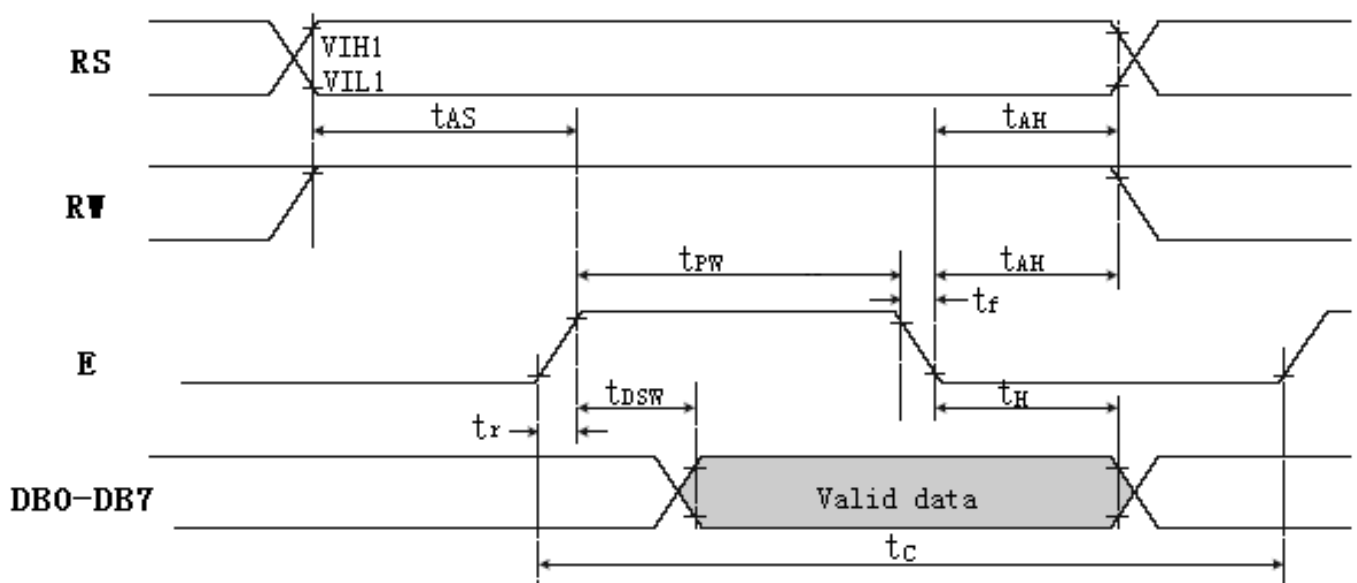 RS
VIH1
VIL1
tAS
tAH
RW
tPW
tAH
tf
E
tDSW
tH
tr
DB0-DB7
Valid data
tC